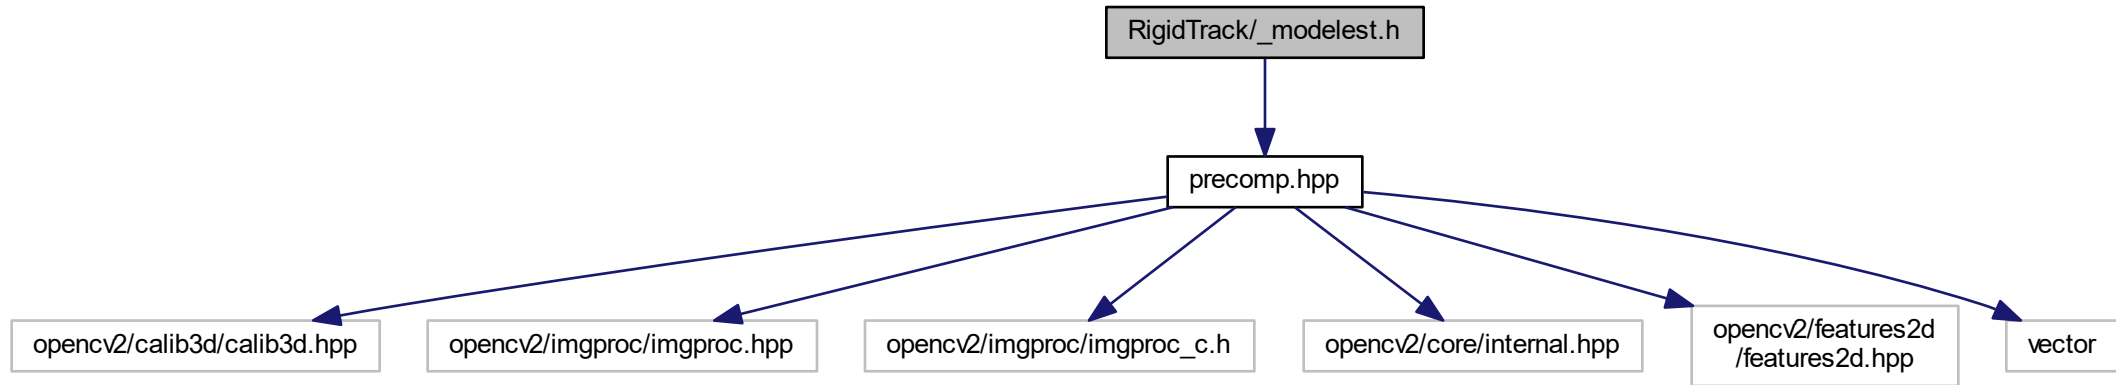 RigidTrack/_modelest.h
precomp.hpp
opencv2/calib3d/calib3d.hpp
opencv2/imgproc/imgproc.hpp
opencv2/imgproc/imgproc_c.h
opencv2/core/internal.hpp
opencv2/features2d
/features2d.hpp
vector